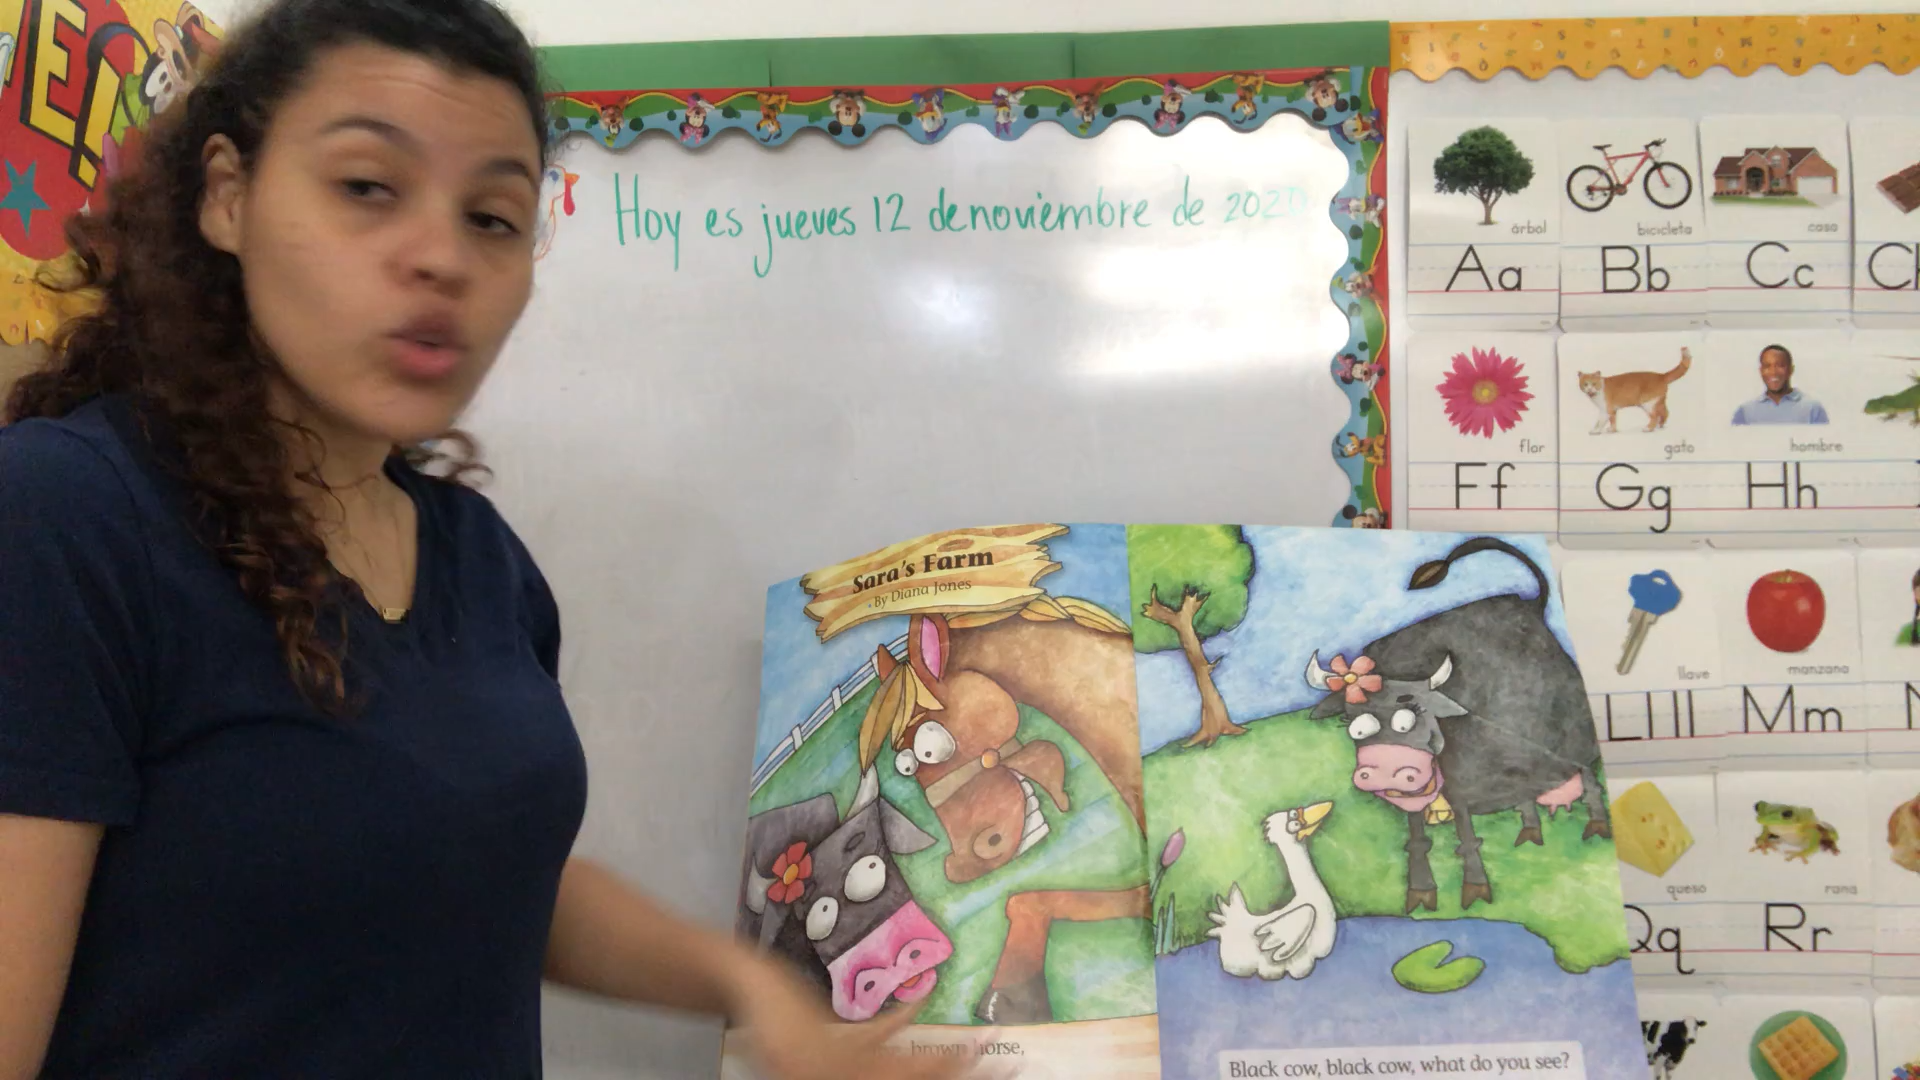 E!
Hoy es jueves 12 de noviembre de 2020
árbol
bicicleta
casa
Aa Bb Cc
flor
gato
hombre
Ff Gg Hh
llave
manzana
LlLl Mm
queso
rana
Qq Rr
Sara's Farm
By Diana Jones
brown horse,
Black cow, black cow, what do you see?